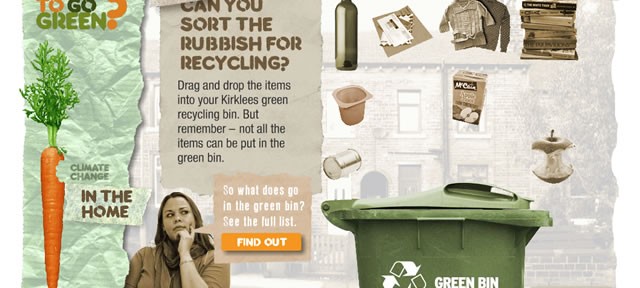 TO GO
GREEN?
CAN YOU
SORT THE
RUBBISH FOR
RECYCLING?
Drag and drop the items
into your Kirklees green
recycling bin. But
remember – not all the
items can be put in the
green bin.
CLIMATE
CHANGE
IN THE
HOME
So what does go
in the green bin?
See the full list.
FIND OUT
McCain
GREEN BIN